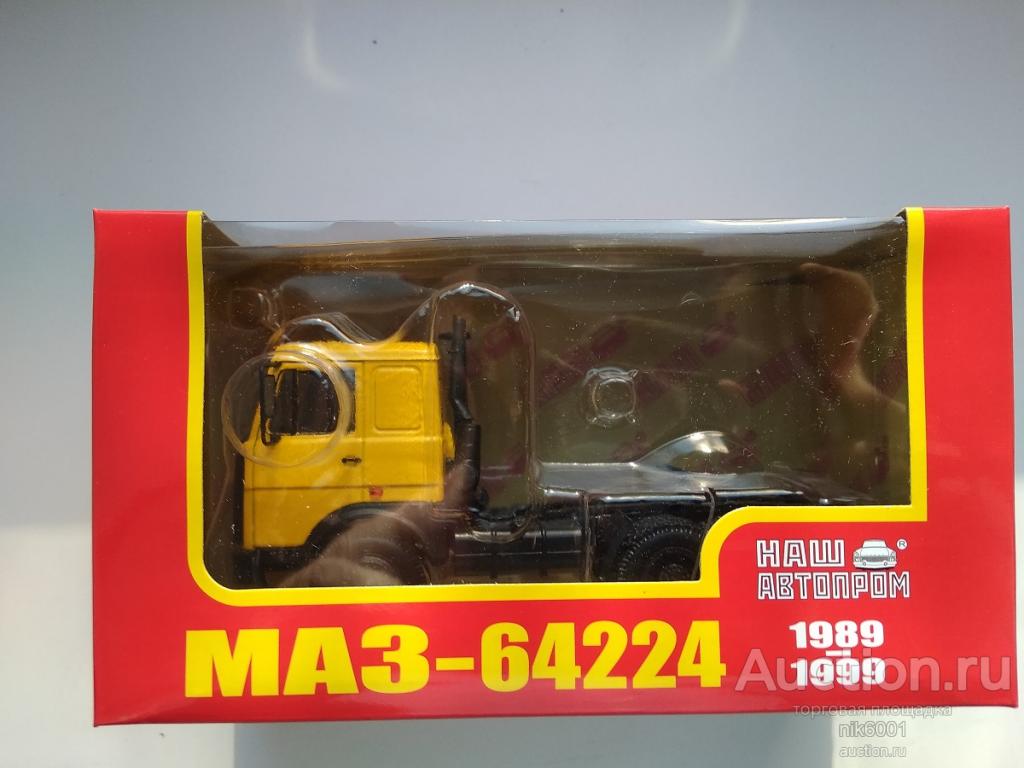 НАШ
АВТОПРОМ ®
МАЗ-64224
1989
1999
Auction.ru
торговая площадка
nik6001
auction.ru